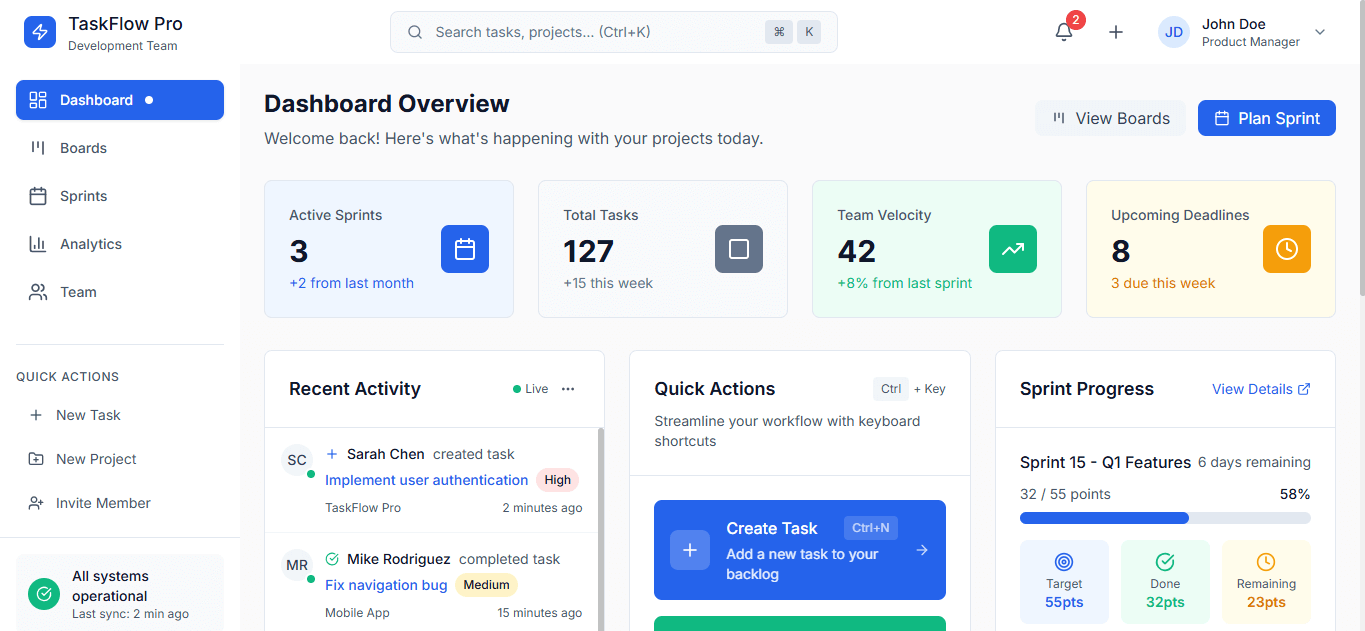 TaskFlow Pro
Development Team
Search tasks, projects... (Ctrl+K)
⌘ K
2
JD
John Doe
Product Manager
Dashboard
Boards
Sprints
Analytics
Team
QUICK ACTIONS
New Task
New Project
Invite Member
All systems
operational
Last sync: 2 min ago
Dashboard Overview
Welcome back! Here's what's happening with your projects today.
View Boards
Plan Sprint
Active Sprints
3
+2 from last month
Total Tasks
127
+15 this week
Team Velocity
42
+8% from last sprint
Upcoming Deadlines
8
3 due this week
Recent Activity
Live
SC
Sarah Chen created task
Implement user authentication High
TaskFlow Pro 2 minutes ago
MR
Mike Rodriguez completed task
Fix navigation bug Medium
Mobile App 15 minutes ago
Quick Actions
Ctrl + Key
Streamline your workflow with keyboard
shortcuts
Create Task Ctrl+N
Add a new task to your
backlog
Sprint Progress
View Details
Sprint 15 - Q1 Features 6 days remaining
32 / 55 points 58%
Target
55pts
Done
32pts
Remaining
23pts